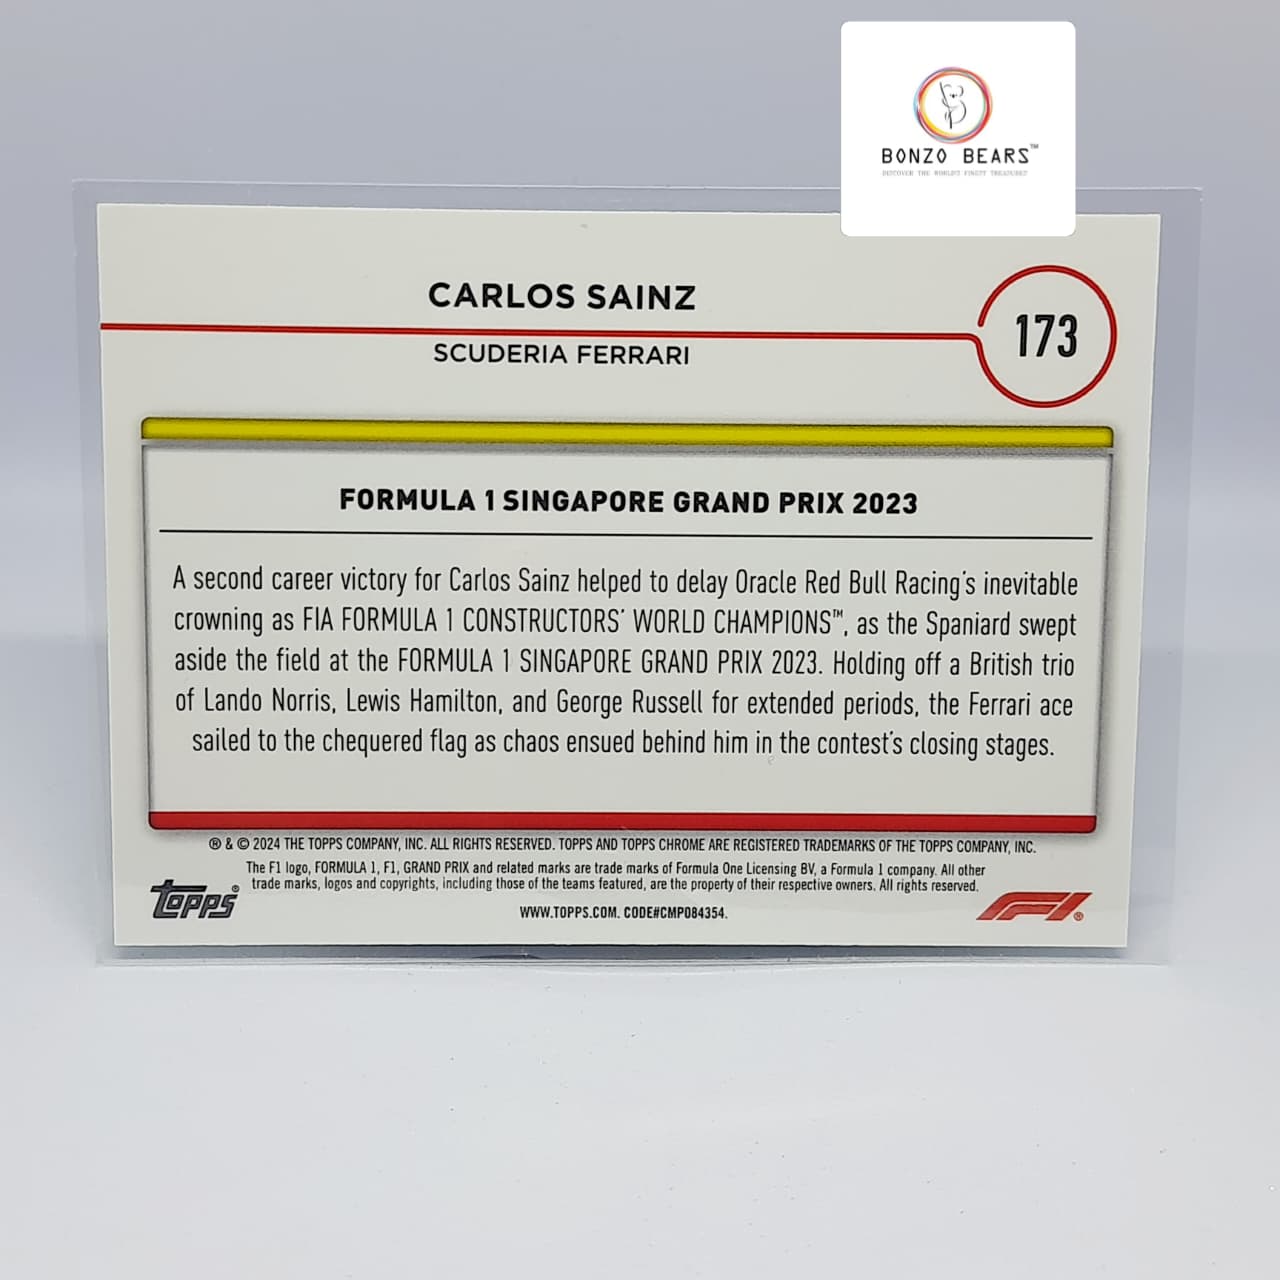 BONZO BEARS™
DISCOVER THE WORLD'S FINEST TREASURES
CARLOS SAINZ
173
SCUDERIA FERRARI
FORMULA 1 SINGAPORE GRAND PRIX 2023
A second career victory for Carlos Sainz helped to delay Oracle Red Bull Racing's inevitable
crowning as FIA FORMULA 1 CONSTRUCTORS' WORLD CHAMPIONS™, as the Spaniard swept
aside the field at the FORMULA 1 SINGAPORE GRAND PRIX 2023. Holding off a British trio
of Lando Norris, Lewis Hamilton, and George Russell for extended periods, the Ferrari ace
sailed to the chequered flag as chaos ensued behind him in the contest's closing stages.
® & © 2024 THE TOPPS COMPANY, INC. ALL RIGHTS RESERVED. TOPPS AND TOPPS CHROME ARE REGISTERED TRADEMARKS OF THE TOPPS COMPANY, INC.
The F1 logo, FORMULA 1, F1, GRAND PRIX and related marks are trade marks of Formula One Licensing BV, a Formula 1 company. All other
trade marks, logos and copyrights, including those of the teams featured, are the property of their respective owners. All rights reserved.
Topps®
WWW.TOPPS.COM. CODE#CMP084354.
F1®